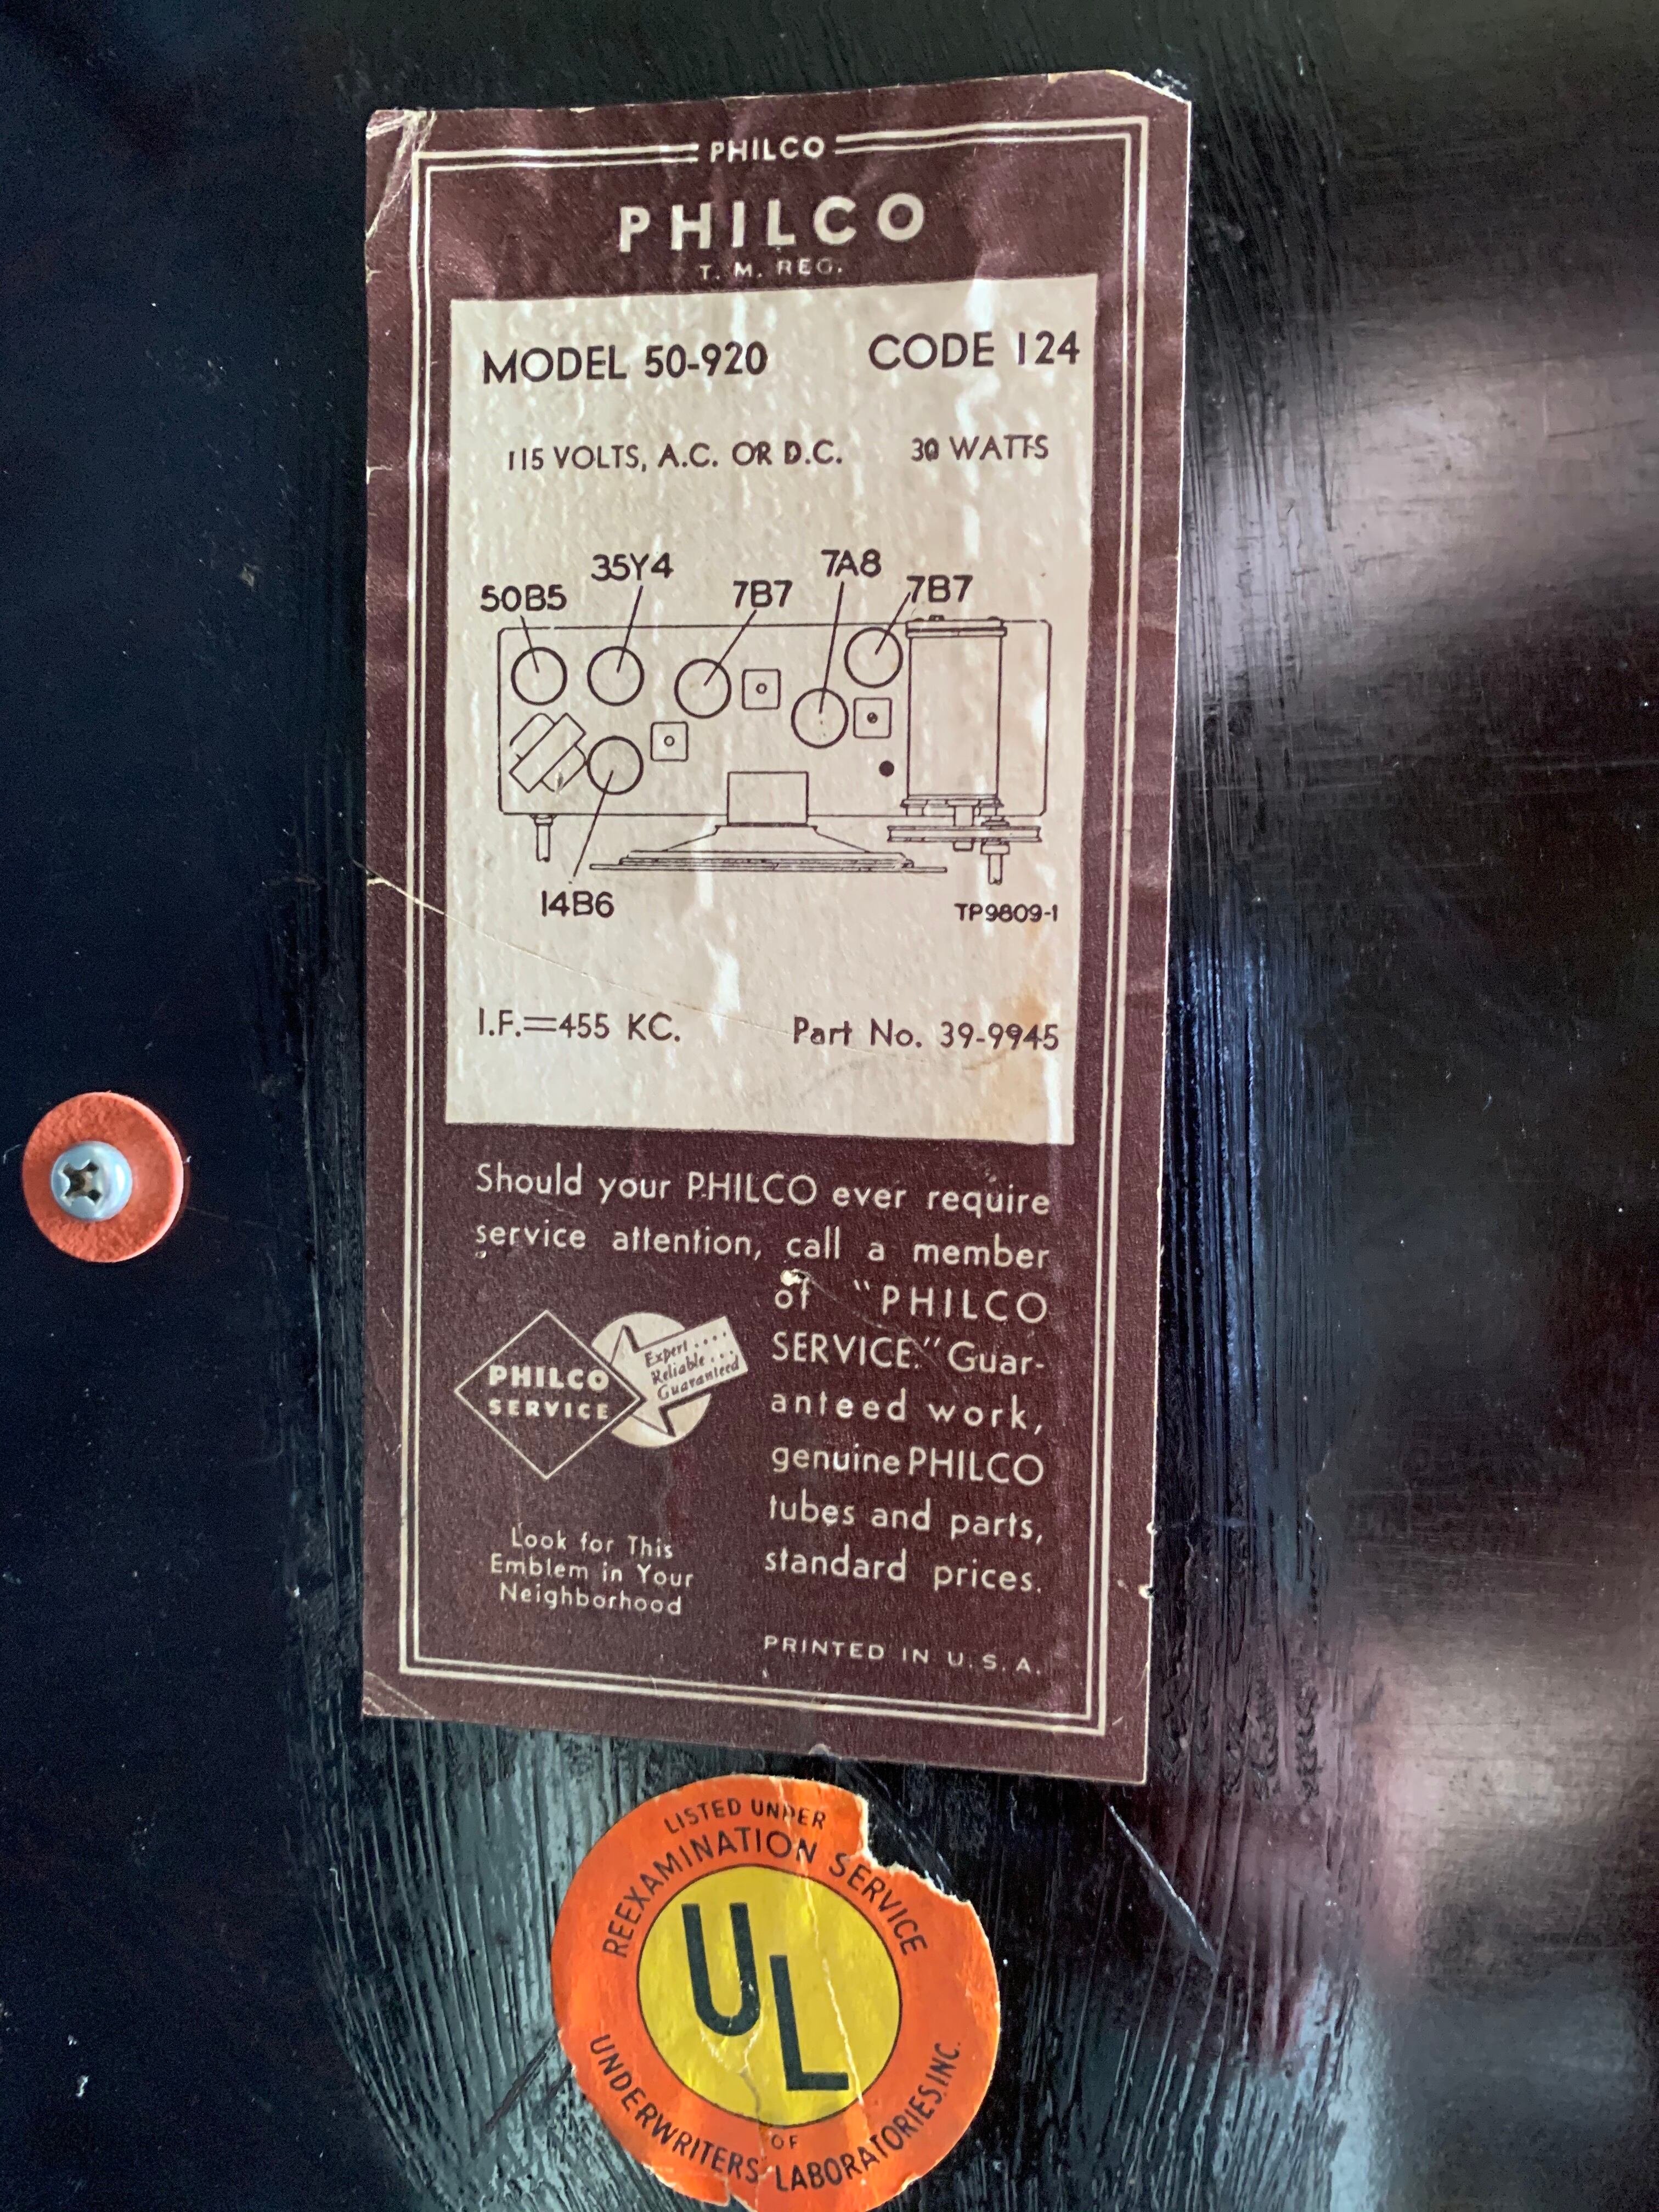 PHILCO
PHILCO
T. M. REG.
MODEL 50-920 CODE 124
115 VOLTS, A.C. OR D.C. 30 WATTS
50B5 35Y4 7B7 7A8 7B7
14B6
TP9809-1
I.F.=455 KC. Part No. 39-9945
Should your PHILCO ever require
service attention, call a member
of "PHILCO
SERVICE." Guar-
anteed work,
genuine PHILCO
tubes and parts,
standard prices.
PHILCO
SERVICE
Expert ....
Reliable ...
Guaranteed
Look for This
Emblem in Your
Neighborhood
PRINTED IN U.S.A.
LISTED UNDER
REEXAMINATION SERVICE
UL
OF
UNDERWRITERS LABORATORIES INC.